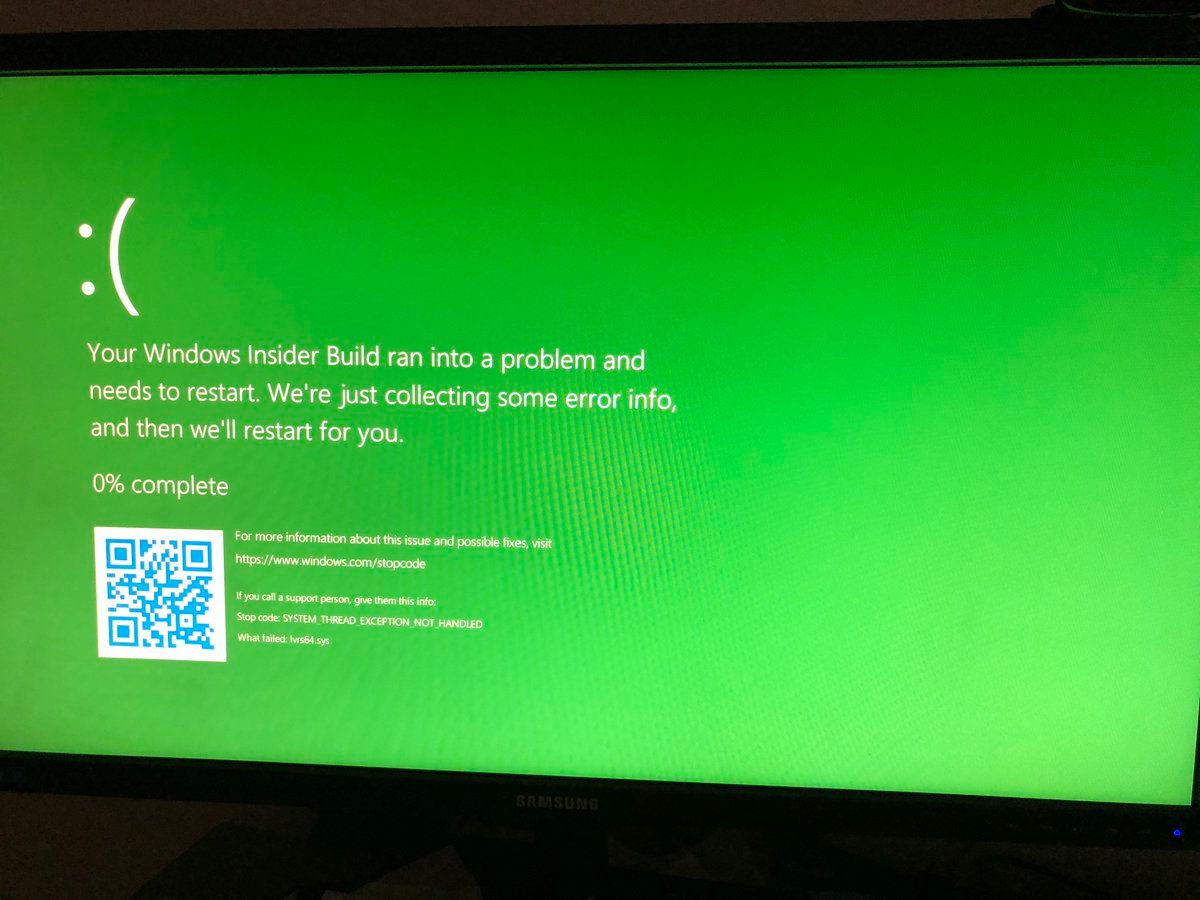 :(
Your Windows Insider Build ran into a problem and
needs to restart. We're just collecting some error info,
and then we'll restart for you.
0% complete
For more information about this issue and possible fixes, visit
https://www.windows.com/stopcode
If you call a support person, give them this info:
Stop code: SYSTEM_THREAD_EXCEPTION_NOT_HANDLED
What failed: lvrs64.sys
SAMSUNG